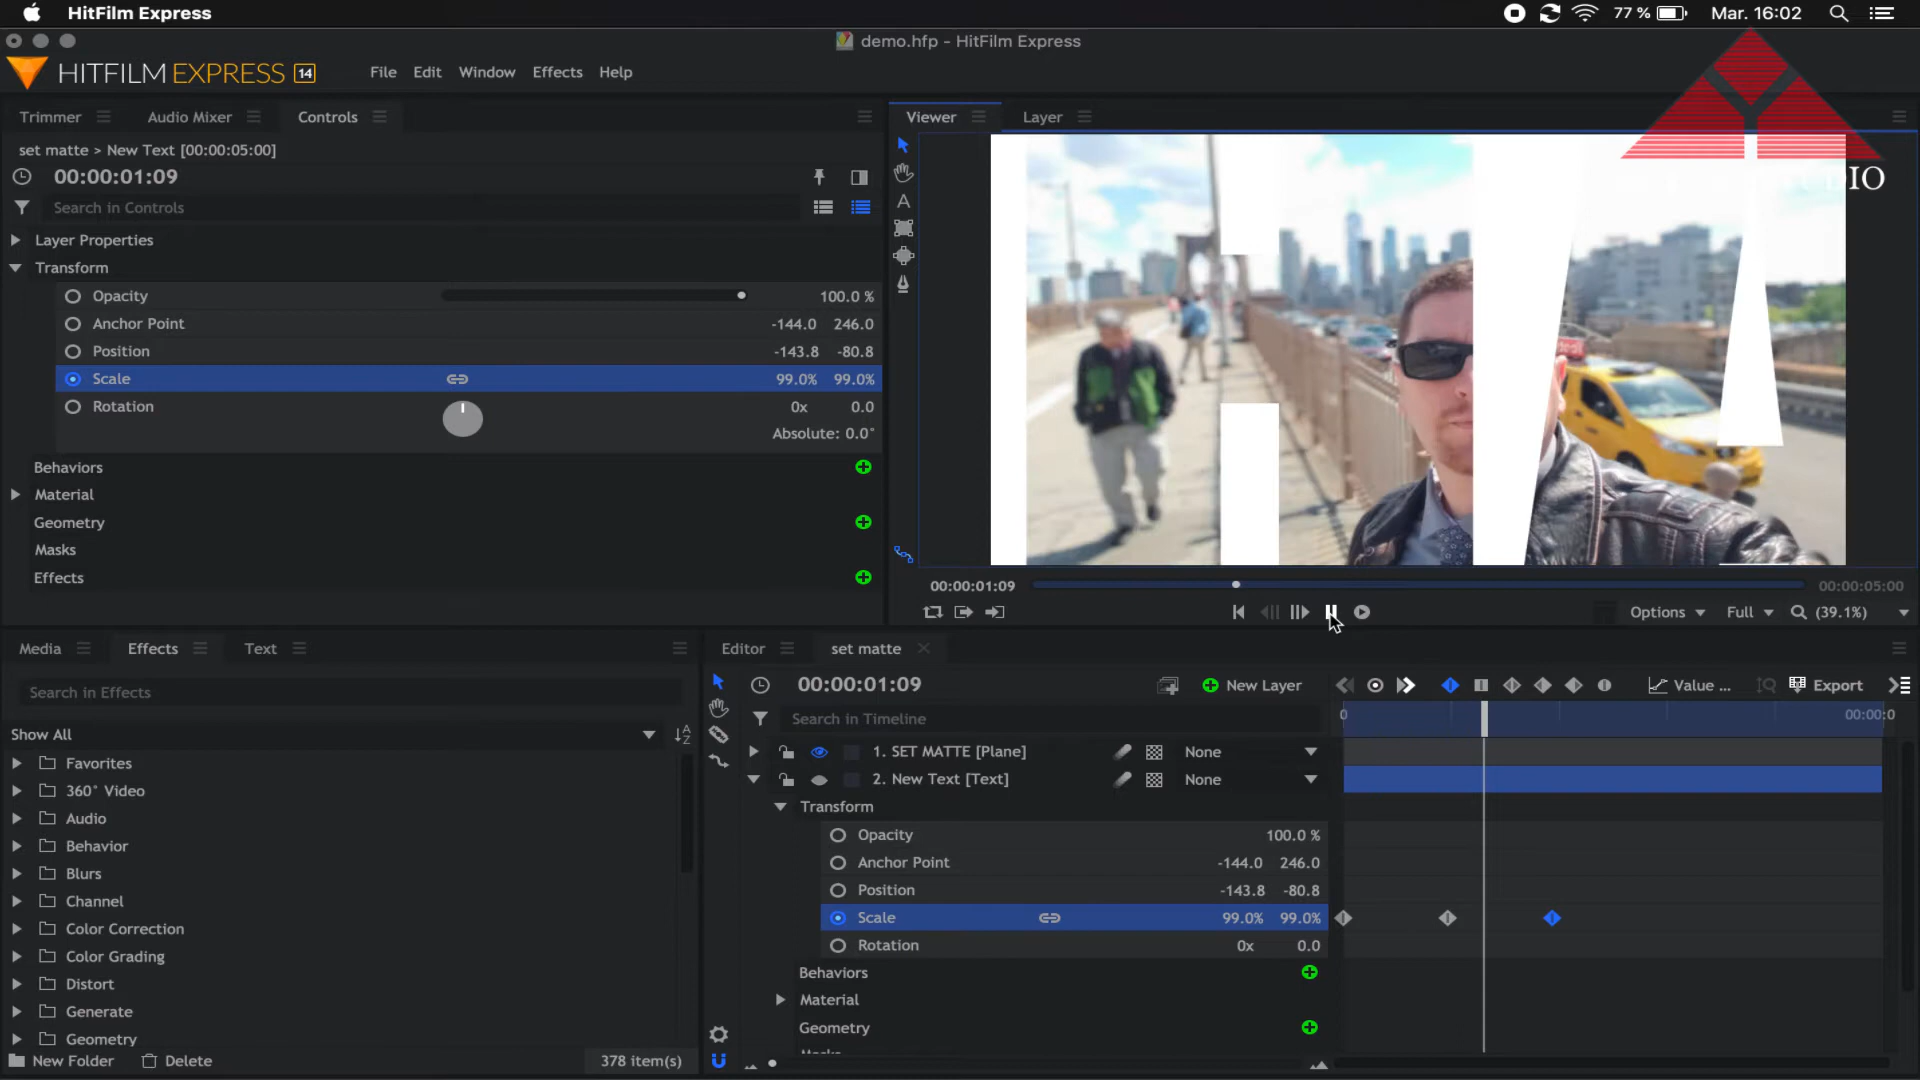 HitFilm Express
77 %
Mar. 16:02
demo.hfp - HitFilm Express
HITFILM EXPRESS 14
File Edit Window Effects Help
Trimmer Audio Mixer Controls
set matte > New Text [00:00:05:00]
00:00:01:09
Search in Controls
Layer Properties
Transform
Opacity 100.0 %
Anchor Point -144.0 246.0
Position -143.8 -80.8
Scale 99.0% 99.0%
Rotation 0x 0.0
Absolute: 0.0°
Behaviors
Material
Geometry
Masks
Effects
Viewer Layer
DIO
00:00:01:09 00:00:05:00
Options Full (39.1%)
Media Effects Text
Search in Effects
Show All
Favorites
360° Video
Audio
Behavior
Blurs
Channel
Color Correction
Color Grading
Distort
Generate
Geometry
New Folder Delete 378 item(s)
Editor set matte
00:00:01:09 New Layer Value ... Export
Search in Timeline
0 00:00:0
1. SET MATTE [Plane] None
2. New Text [Text] None
Transform
Opacity 100.0 %
Anchor Point -144.0 246.0
Position -143.8 -80.8
Scale 99.0% 99.0%
Rotation 0x 0.0
Behaviors
Material
Geometry